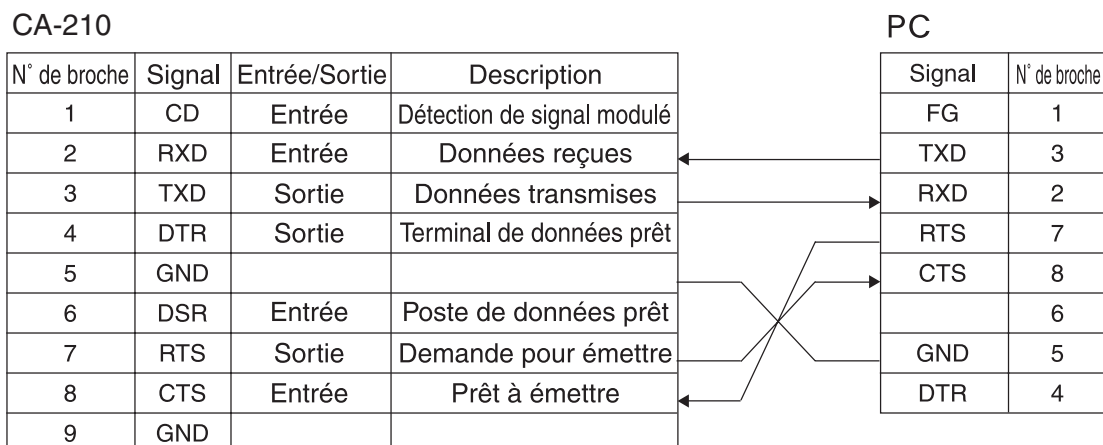 CA-210
PC
N° de broche Signal Entrée/Sortie Description
1 CD Entrée Détection de signal modulé
2 RXD Entrée Données reçues
3 TXD Sortie Données transmises
4 DTR Sortie Terminal de données prêt
5 GND
6 DSR Entrée Poste de données prêt
7 RTS Sortie Demande pour émettre
8 CTS Entrée Prêt à émettre
9 GND
Signal N° de broche
FG 1
TXD 3
RXD 2
RTS 7
CTS 8
6
GND 5
DTR 4